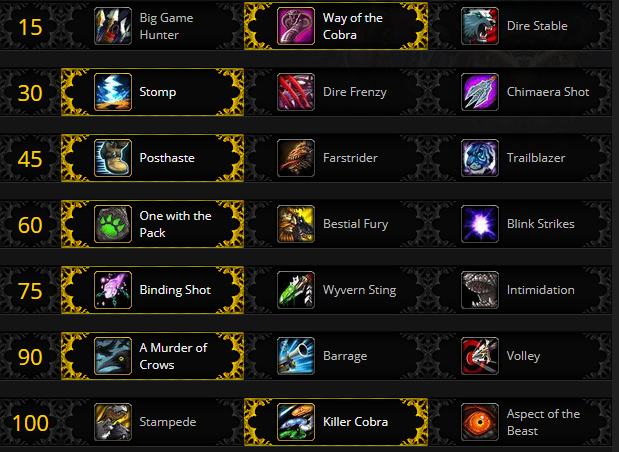 15
Big Game
Hunter
Way of the
Cobra
Dire Stable
30
Stomp
Dire Frenzy
Chimaera Shot
45
Posthaste
Farstrider
Trailblazer
60
One with the
Pack
Bestial Fury
Blink Strikes
75
Binding Shot
Wyvern Sting
Intimidation
90
A Murder of
Crows
Barrage
Volley
100
Stampede
Killer Cobra
Aspect of the
Beast